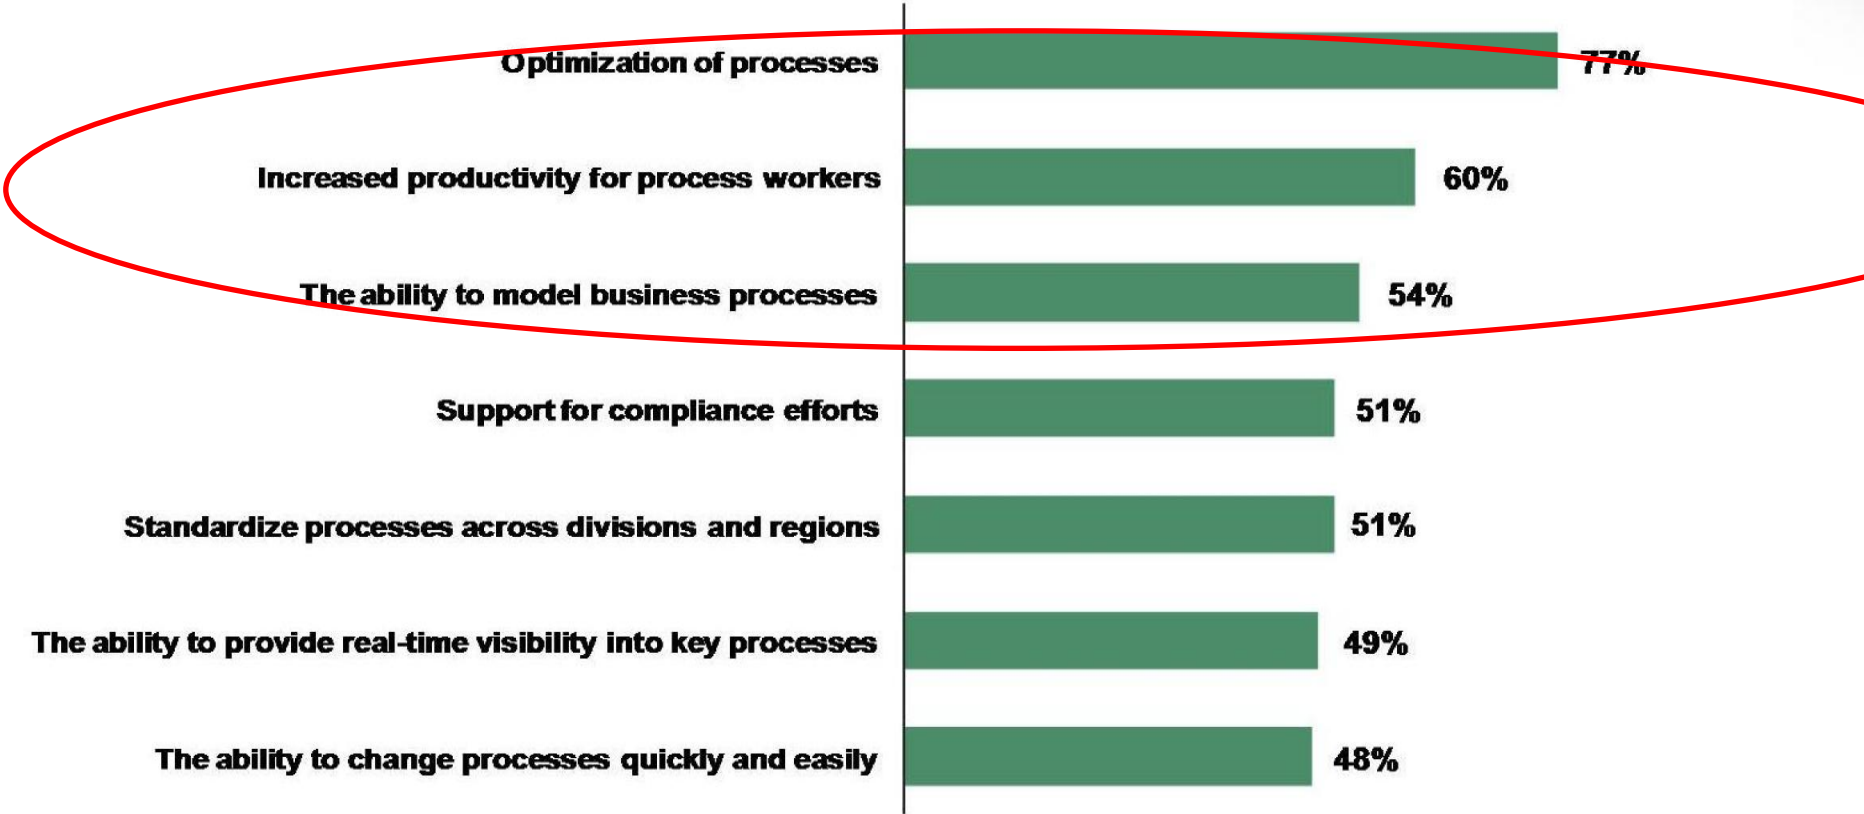 Optimization of processes 77%
Increased productivity for process workers 60%
The ability to model business processes 54%
Support for compliance efforts 51%
Standardize processes across divisions and regions 51%
The ability to provide real-time visibility into key processes 49%
The ability to change processes quickly and easily 48%